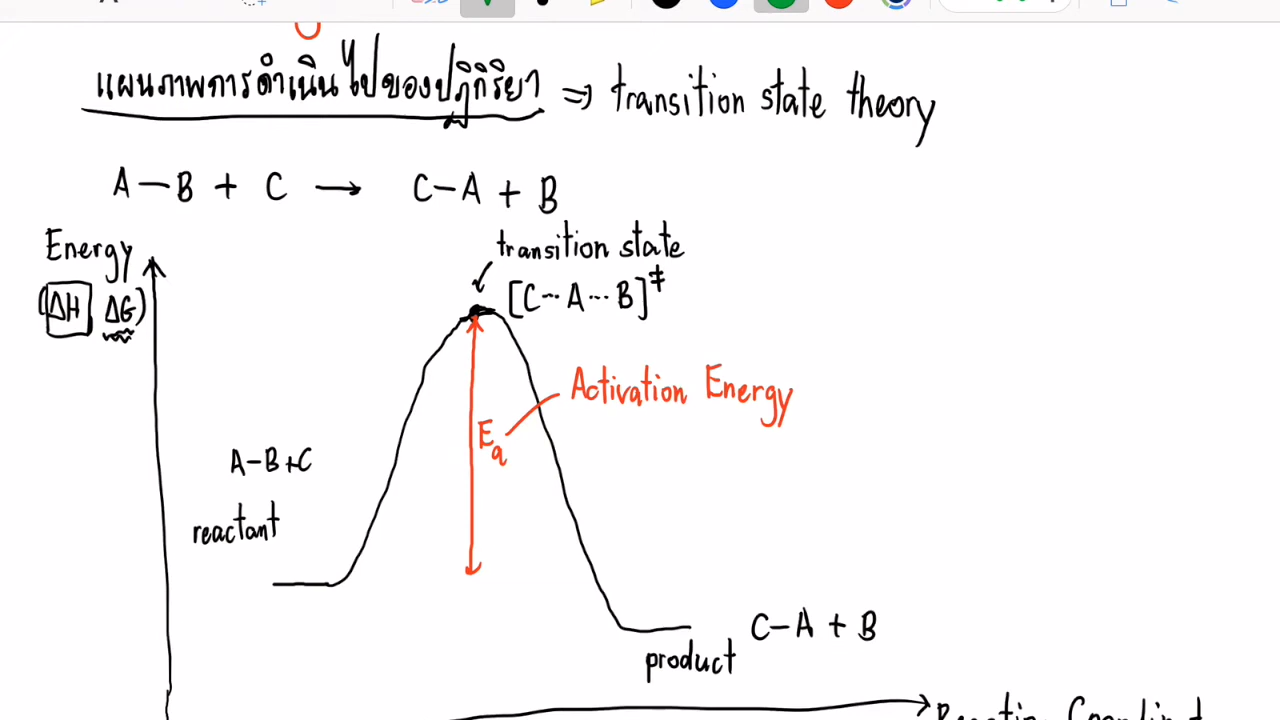 แผนภาพการดำเนินไปของปฏิกิริยา ⇒ transition state theory
A–B + C → C–A + B
Energy
(ΔH, ΔG)
transition state
[C⋯A⋯B]‡
Activation Energy
Ea
A–B+C
reactant
C–A + B
product
Reaction